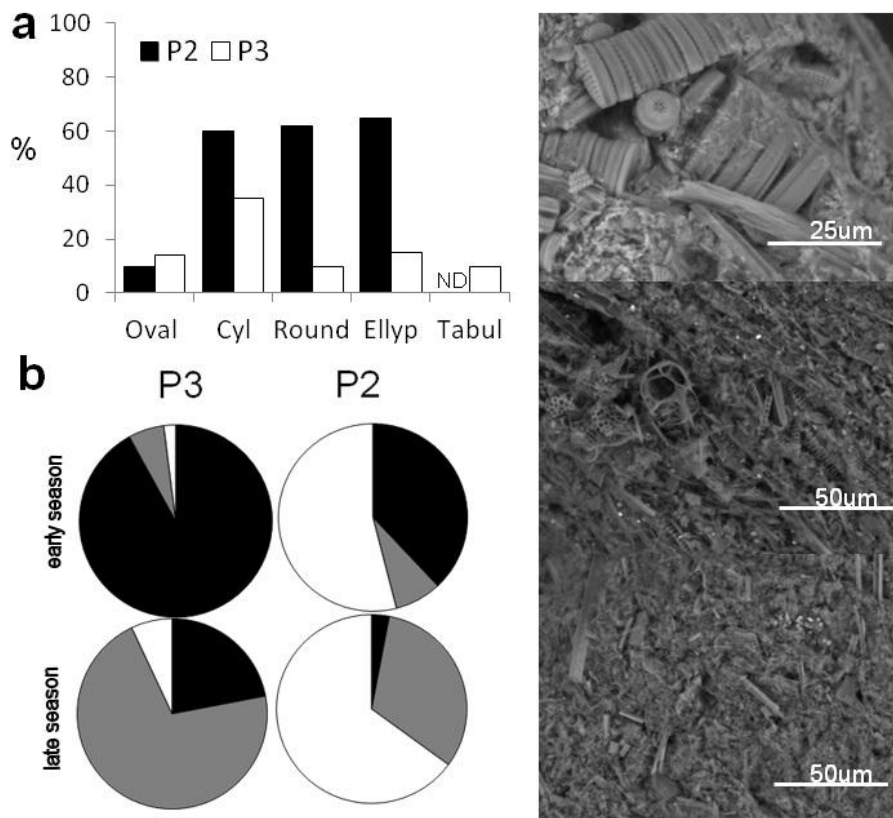 a
100
80
60
40
20
0
%
P2 P3
ND
Oval Cyl Round Ellyp Tabul
b
P3 P2
early season
late season
25um
50um
50um